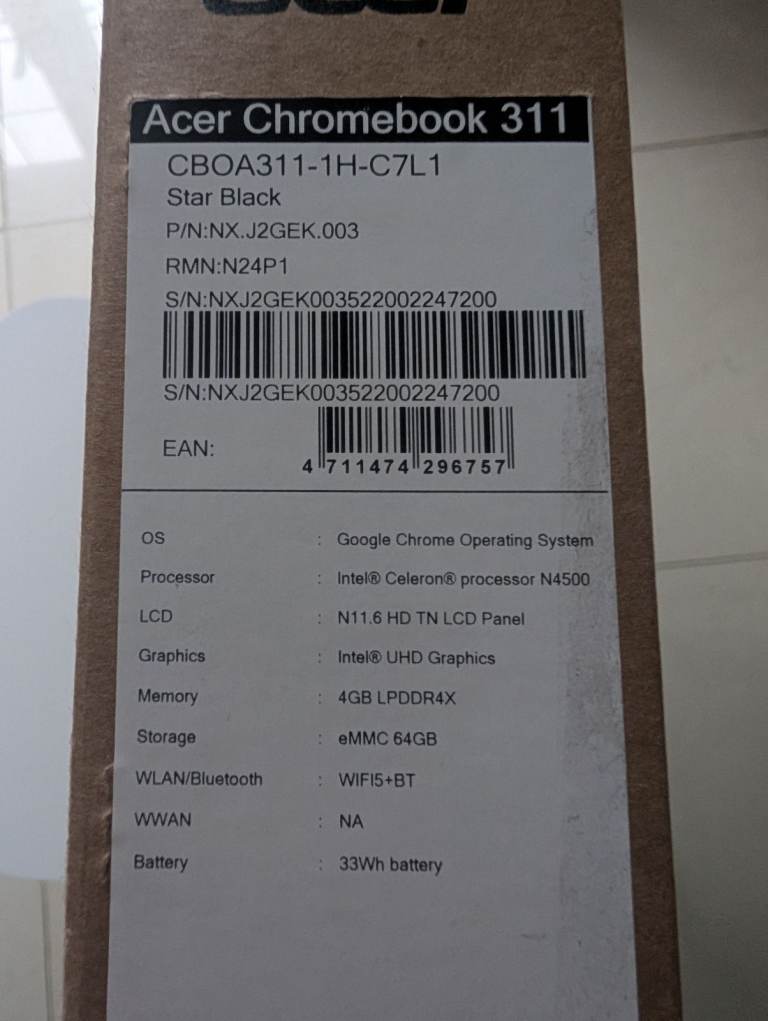 acer
Acer Chromebook 311
CBOA311-1H-C7L1
Star Black
P/N:NX.J2GEK.003
RMN:N24P1
S/N:NXJ2GEK003522002247200
S/N:NXJ2GEK003522002247200
EAN:
4 711474 296757
OS : Google Chrome Operating System
Processor : Intel® Celeron® processor N4500
LCD : N11.6 HD TN LCD Panel
Graphics : Intel® UHD Graphics
Memory : 4GB LPDDR4X
Storage : eMMC 64GB
WLAN/Bluetooth : WIFI5+BT
WWAN : NA
Battery : 33Wh battery